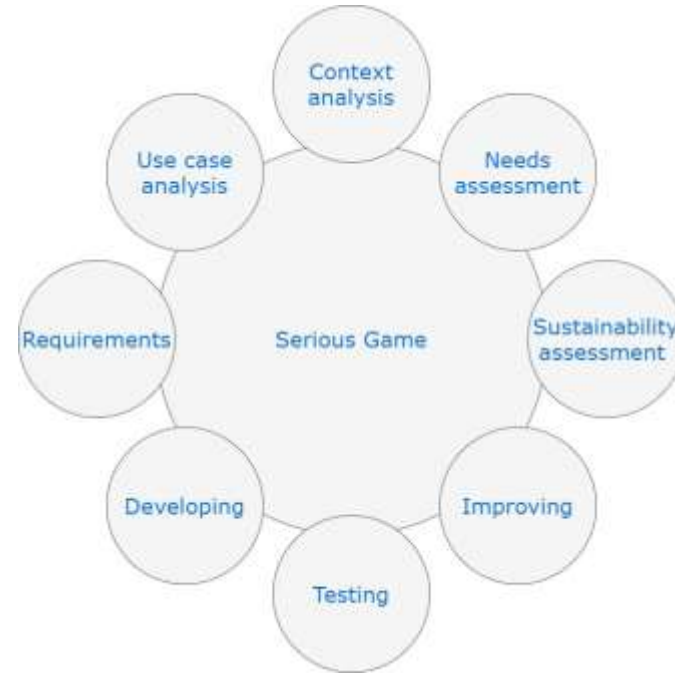 Context
analysis
Use case
analysis
Needs
assessment
Requirements
Serious Game
Sustainability
assessment
Developing
Improving
Testing